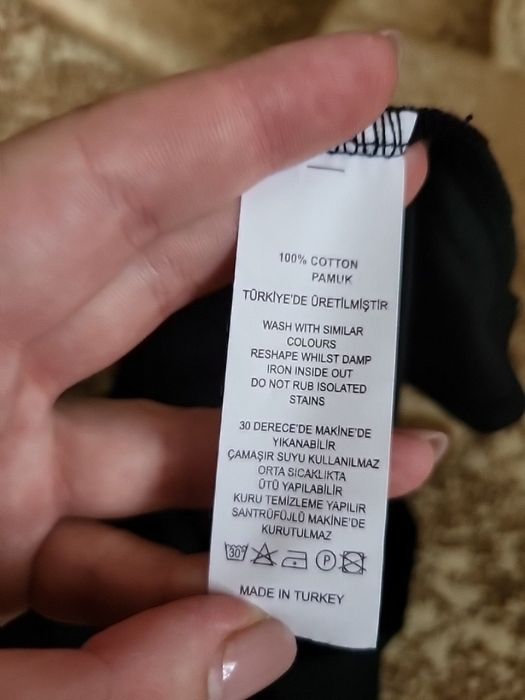 100% COTTON
PAMUK
TÜRKİYE'DE ÜRETİLMİŞTİR
WASH WITH SIMILAR
COLOURS
RESHAPE WHILST DAMP
IRON INSIDE OUT
DO NOT RUB ISOLATED
STAINS
30 DERECE'DE MAKİNE'DE
YIKANABİLİR
ÇAMAŞIR SUYU KULLANILMAZ
ORTA SICAKLIKTA
ÜTÜ YAPILABİLİR
KURU TEMİZLEME YAPILIR
SANTRÜFÜJLÜ MAKİNE'DE
KURUTULMAZ
30° P
MADE IN TURKEY